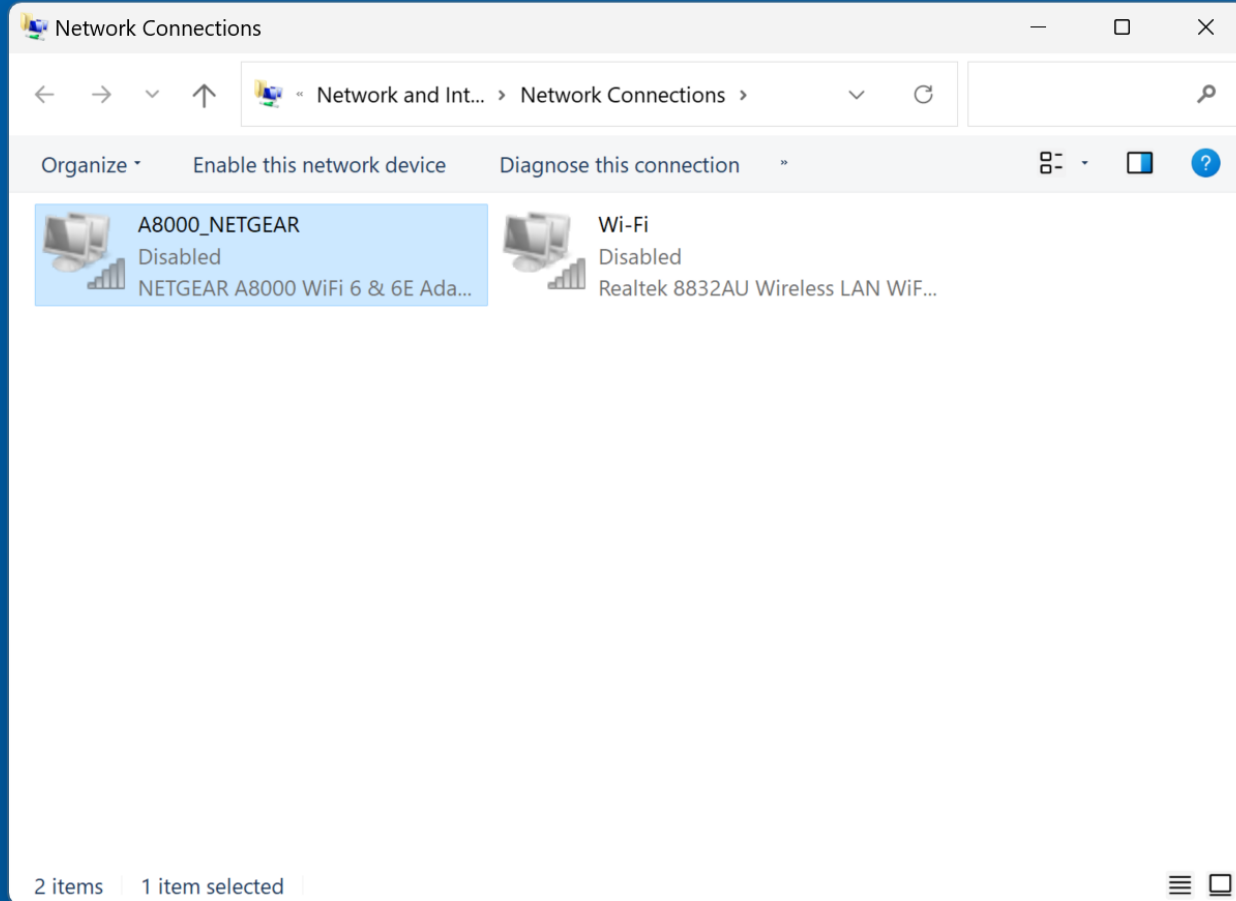 Network Connections
« Network and Int... › Network Connections ›
Organize Enable this network device Diagnose this connection » ?
A8000_NETGEAR
Disabled
NETGEAR A8000 WiFi 6 & 6E Ada...
Wi-Fi
Disabled
Realtek 8832AU Wireless LAN WiF...
2 items 1 item selected